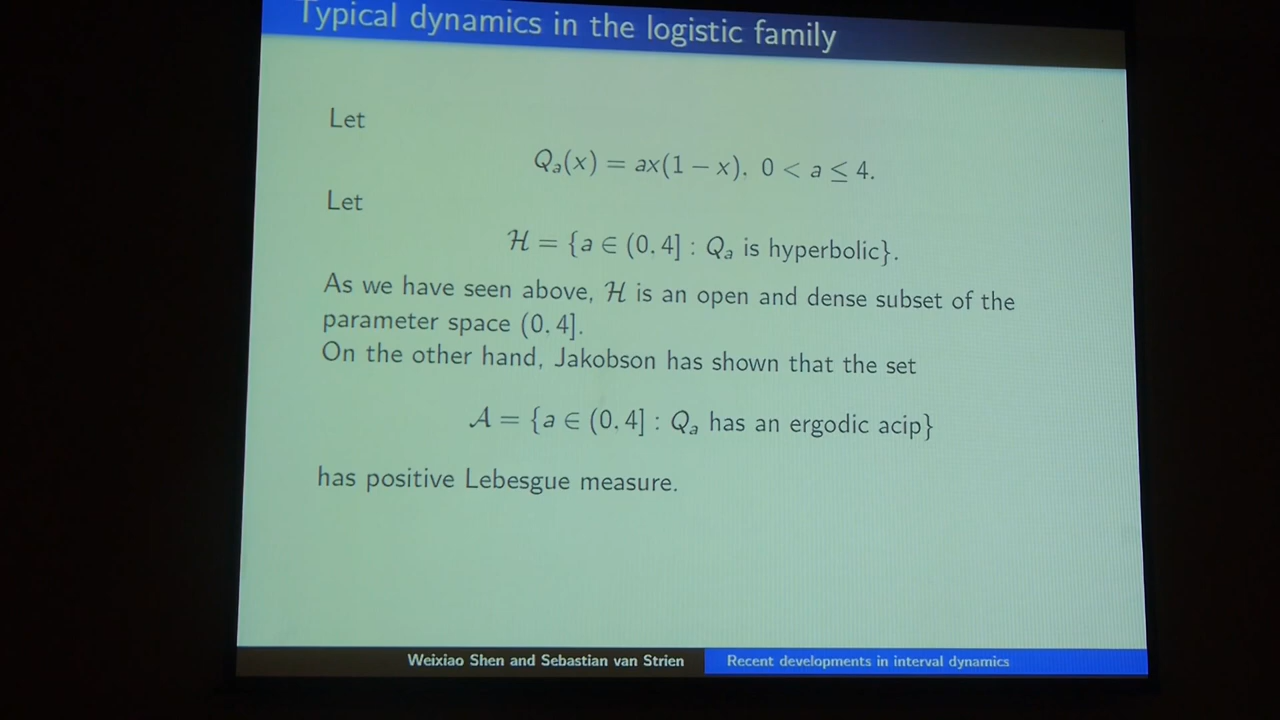 Typical dynamics in the logistic family
Let
Qₐ(x) = ax(1 − x), 0 < a ≤ 4.
Let
ℋ = {a ∈ (0, 4] : Qₐ is hyperbolic}.
As we have seen above, ℋ is an open and dense subset of the
parameter space (0, 4].
On the other hand, Jakobson has shown that the set
𝒜 = {a ∈ (0, 4] : Qₐ has an ergodic acip}
has positive Lebesgue measure.
Weixiao Shen and Sebastian van Strien Recent developments in interval dynamics